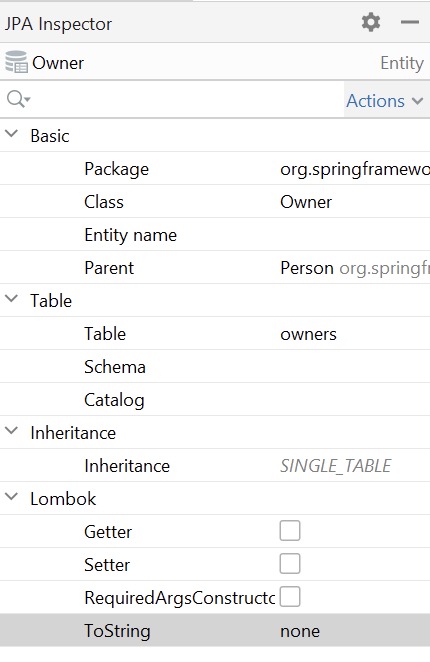 JPA Inspector
Owner Entity
Actions
Basic
Package org.springframewo
Class Owner
Entity name
Parent Person org.springfr
Table
Table owners
Schema
Catalog
Inheritance
Inheritance SINGLE_TABLE
Lombok
Getter
Setter
RequiredArgsConstructo
ToString none